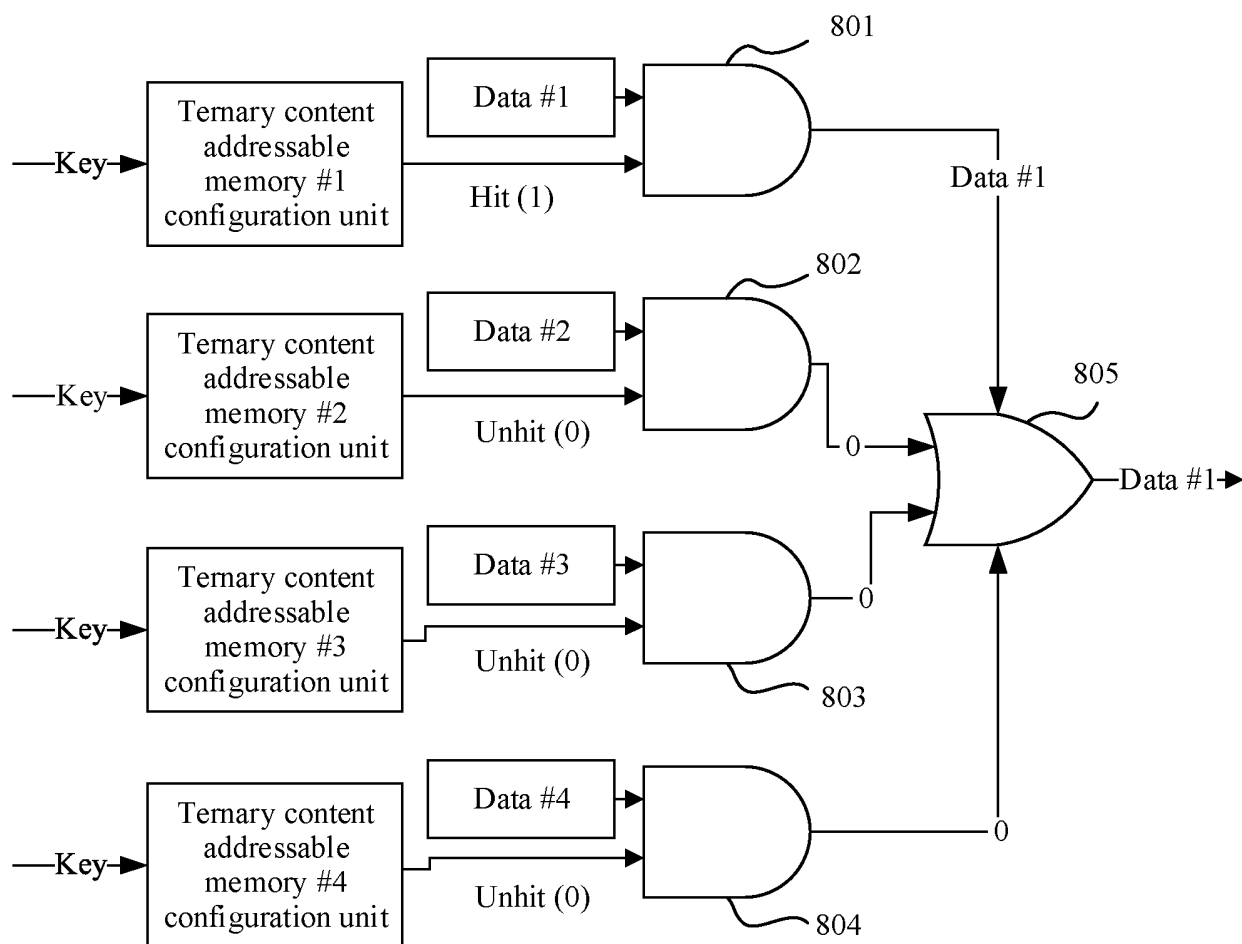 801
Data #1
Ternary content
addressable
memory #1
configuration unit
Key
Hit (1)
Data #1
802
Data #2
Ternary content
addressable
memory #2
configuration unit
Key
Unhit (0)
0
805
Data #1
Data #3
Ternary content
addressable
memory #3
configuration unit
Key
Unhit (0)
0
803
Data #4
Ternary content
addressable
memory #4
configuration unit
Key
Unhit (0)
0
804